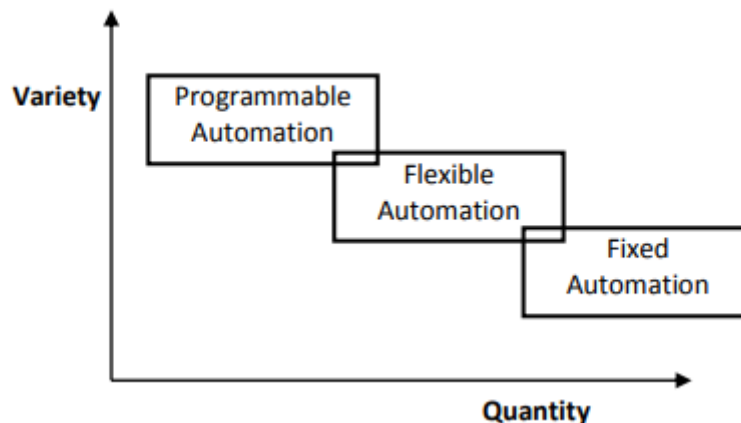 Variety
Programmable
Automation
Flexible
Automation
Fixed
Automation
Quantity